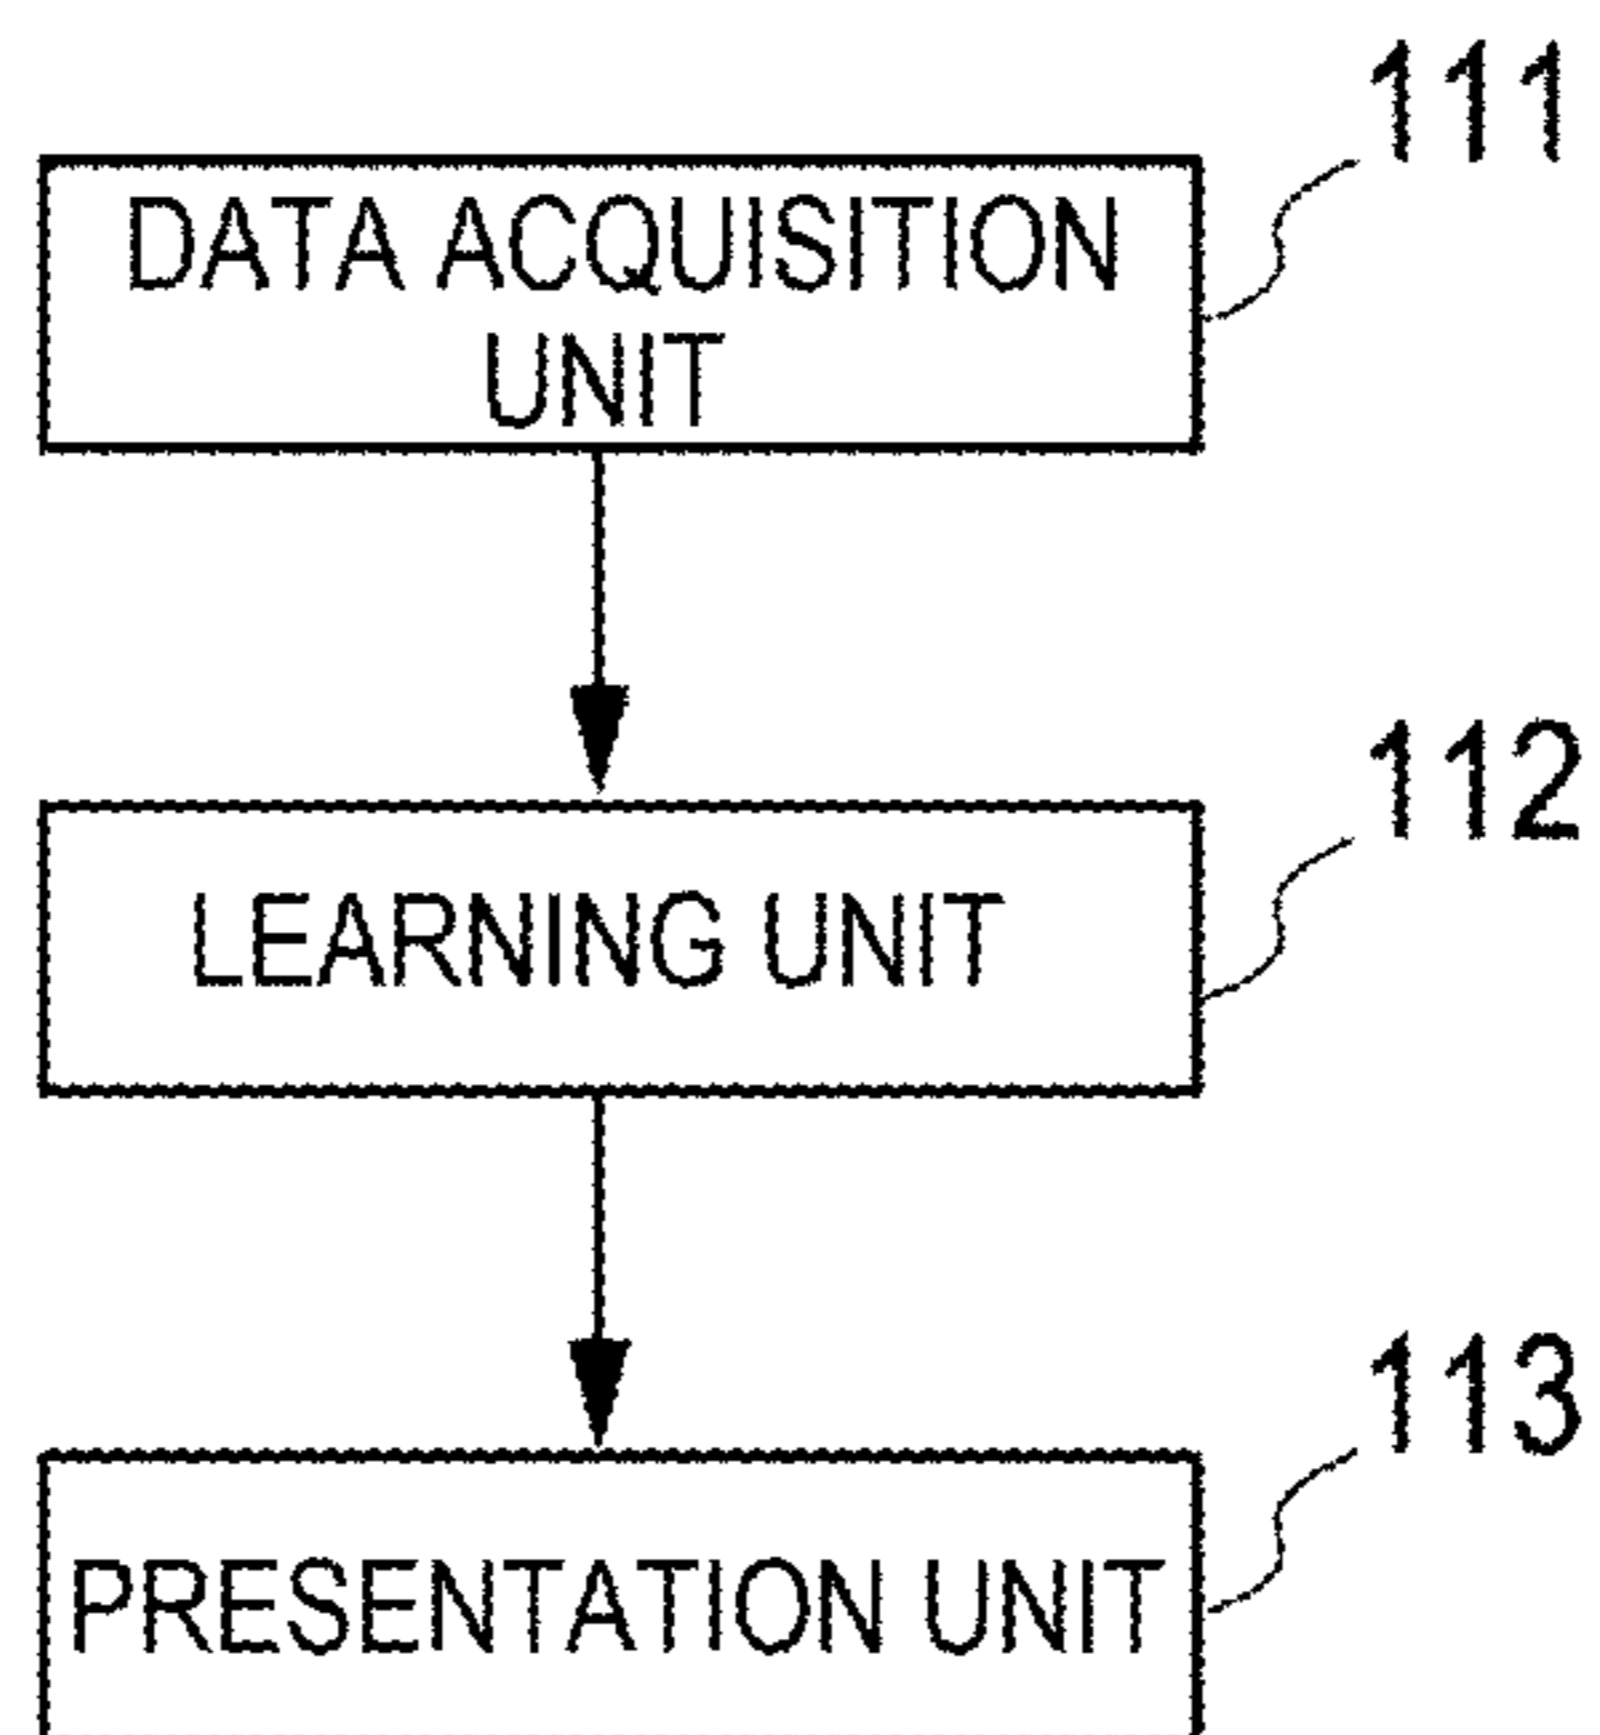 111
DATA ACQUISITION
UNIT
112
LEARNING UNIT
113
PRESENTATION UNIT